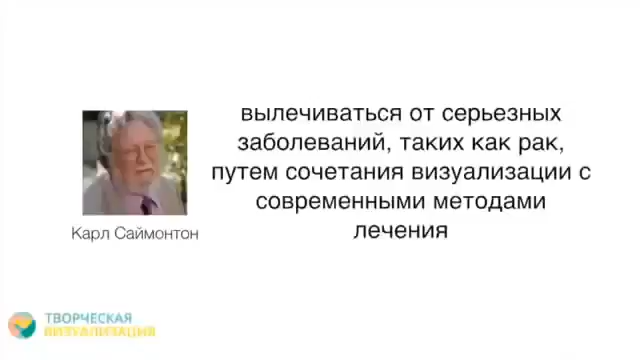 вылечиваться от серьезных
заболеваний, таких как рак,
путем сочетания визуализации с
современными методами
лечения
Карл Саймонтон
ТВОРЧЕСКАЯ
ВИЗУАЛИЗАЦИЯ